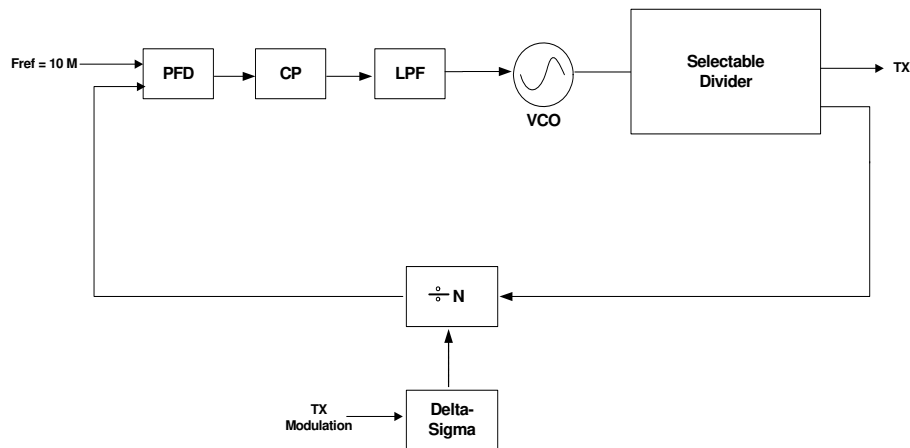 Fref = 10 M
PFD
CP
LPF
VCO
Selectable
Divider
TX
÷ N
TX
Modulation
Delta-
Sigma